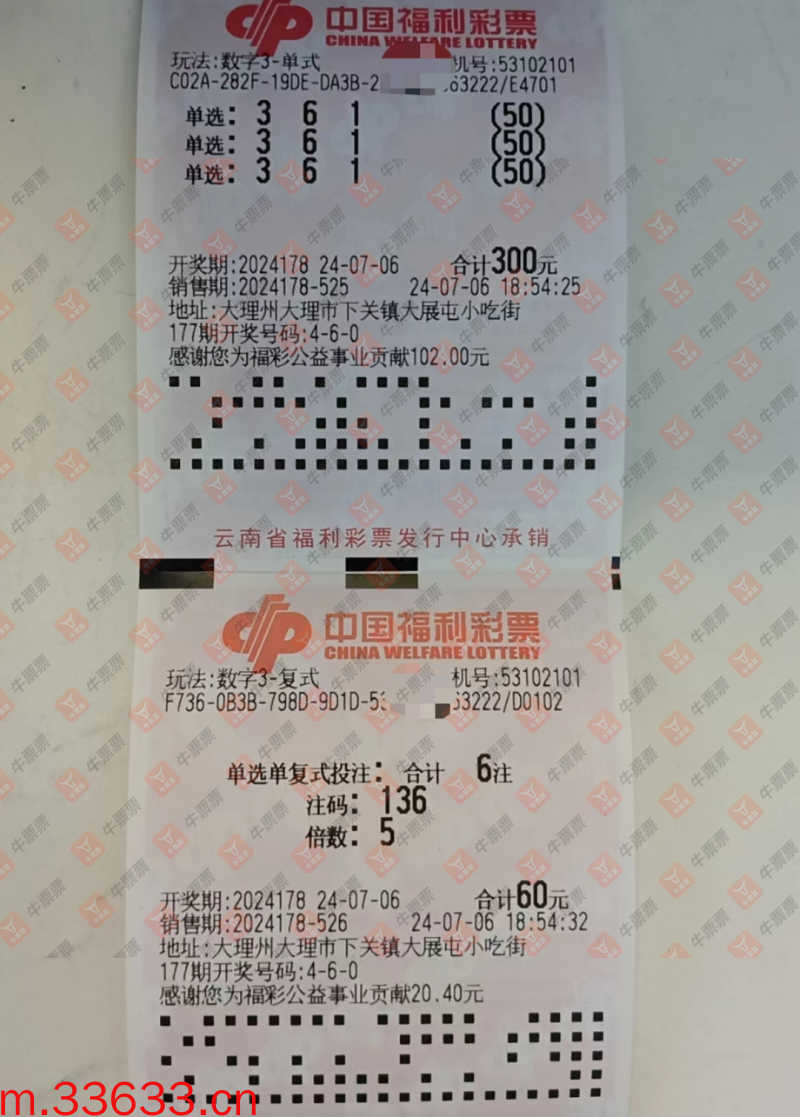 中国福利彩票
CHINA WELFARE LOTTERY
玩法:数字3-单式 机号:53102101
C02A-282F-19DE-DA3B-2 63222/E4701
单选: 3 6 1 (50)
单选: 3 6 1 (50)
单选: 3 6 1 (50)
开奖期:2024178 24-07-06 合计300元
销售期:2024178-525 24-07-06 18:54:25
地址:大理州大理市下关镇大展屯小吃街
177期开奖号码:4-6-0
感谢您为福彩公益事业贡献102.00元
云南省福利彩票发行中心承销
中国福利彩票
CHINA WELFARE LOTTERY
玩法:数字3-复式 机号:53102101
F736-0B3B-798D-9D1D-5 63222/D0102
单选单复式投注: 合计 6注
注码: 136
倍数: 5
开奖期:2024178 24-07-06 合计60元
销售期:2024178-526 24-07-06 18:54:32
地址:大理州大理市下关镇大展屯小吃街
177期开奖号码:4-6-0
感谢您为福彩公益事业贡献20.40元
牛票票
m.33633.cn